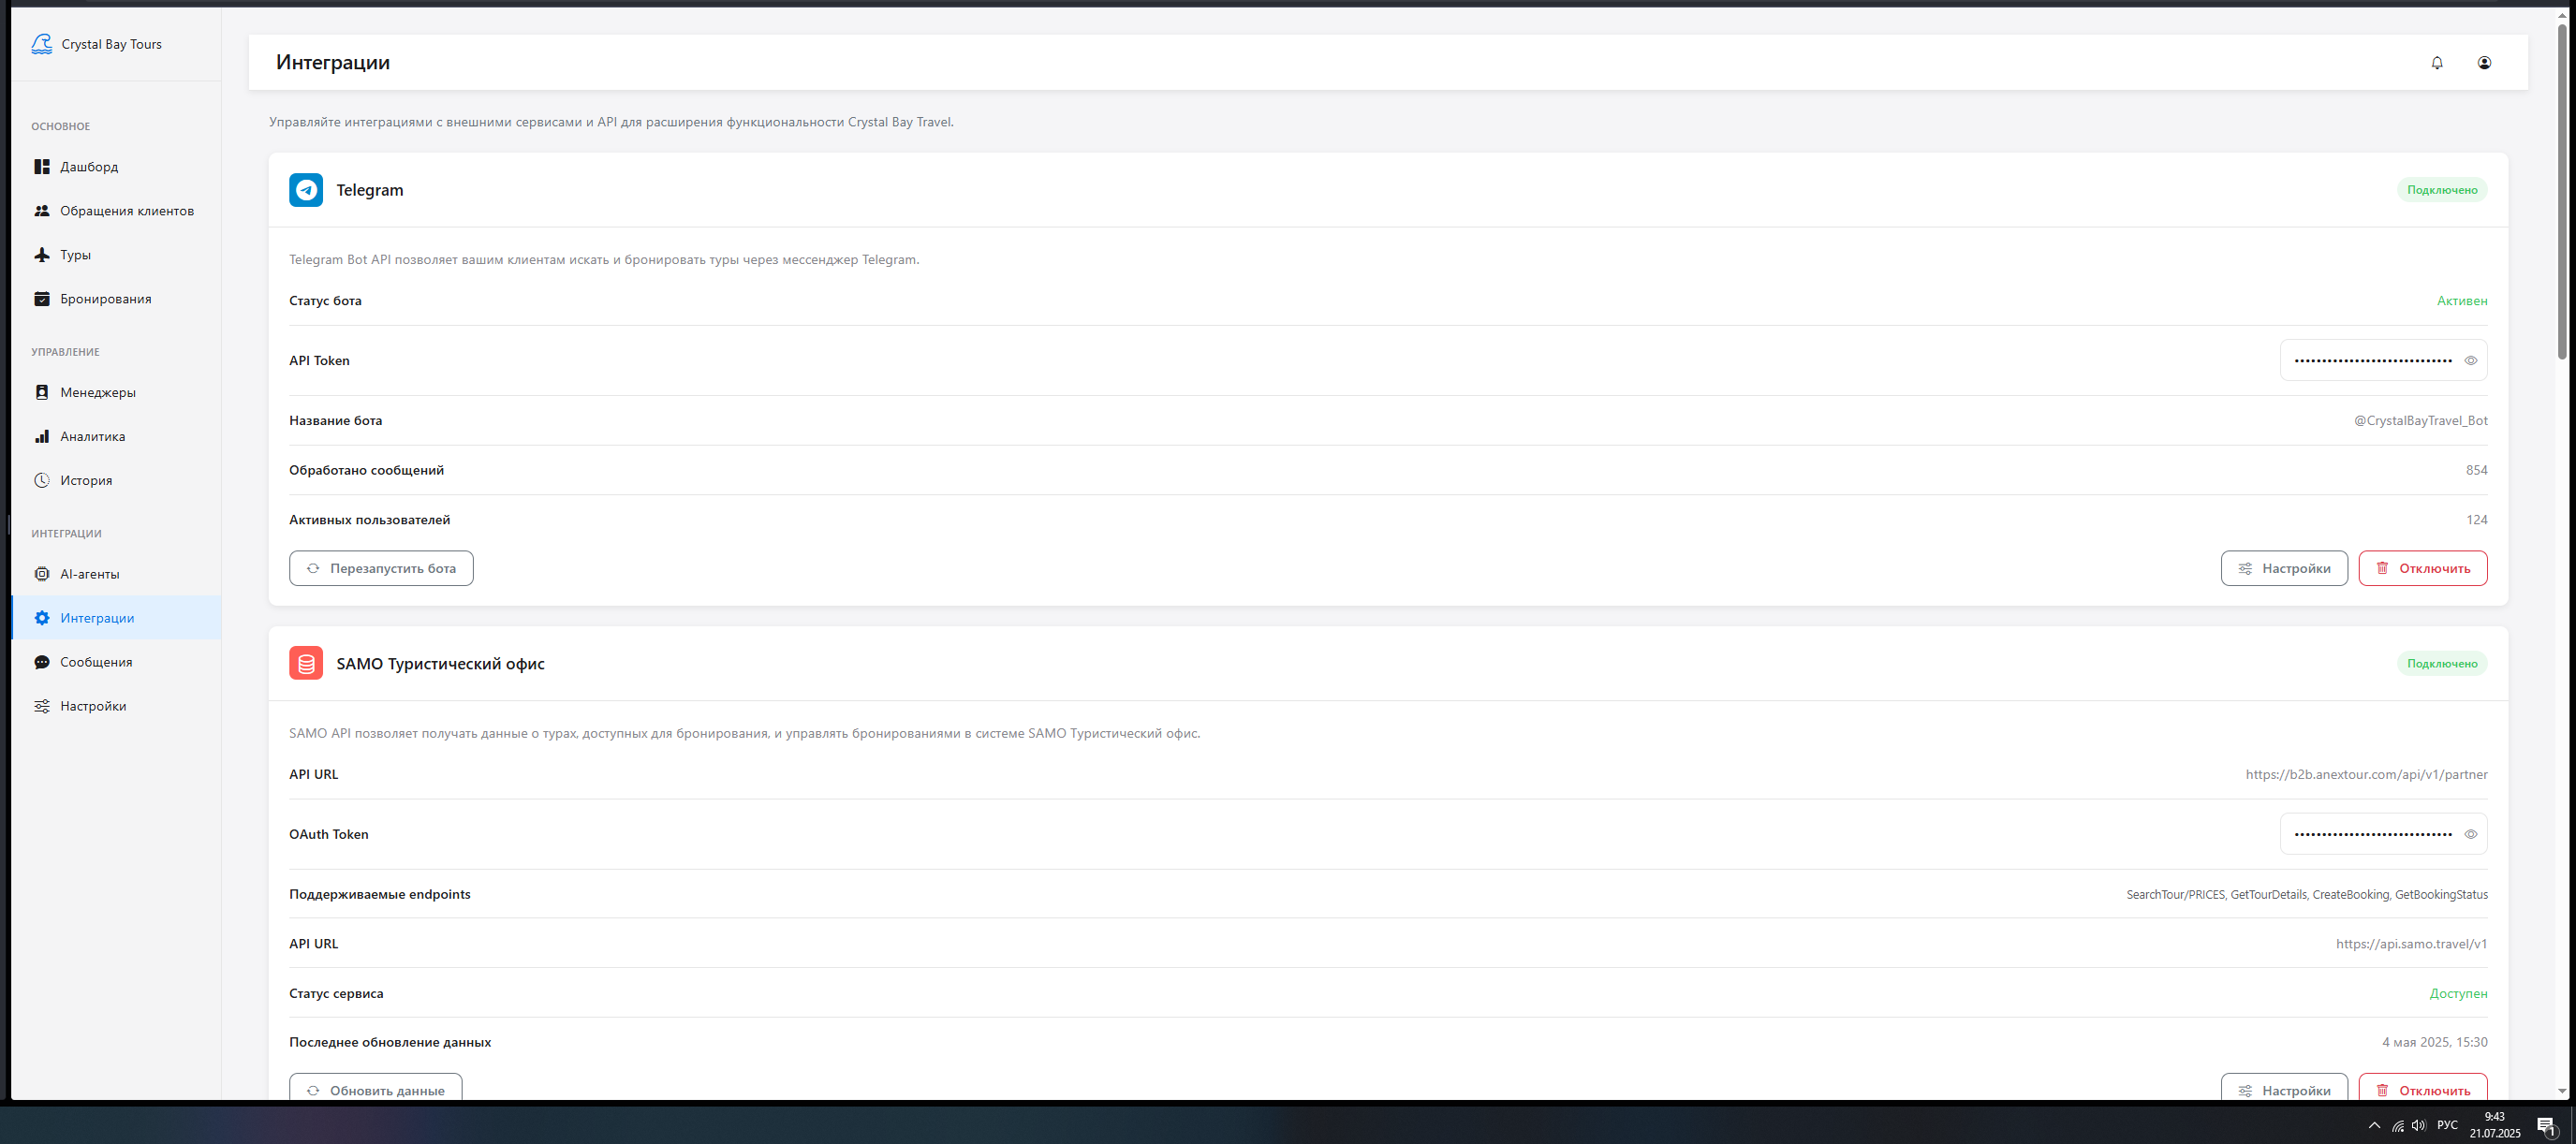 Crystal Bay Tours
ОСНОВНОЕ
Дашборд
Обращения клиентов
Туры
Бронирования
УПРАВЛЕНИЕ
Менеджеры
Аналитика
История
ИНТЕГРАЦИИ
AI-агенты
Интеграции
Сообщения
Настройки
Интеграции
Управляйте интеграциями с внешними сервисами и API для расширения функциональности Crystal Bay Travel.
Telegram
Подключено
Telegram Bot API позволяет вашим клиентам искать и бронировать туры через мессенджер Telegram.
Статус бота
Активен
API Token
••••••••••••••••••••••••••••••
Название бота
@CrystalBayTravel_Bot
Обработано сообщений
854
Активных пользователей
124
Перезапустить бота
Настройки
Отключить
SAMO Туристический офис
Подключено
SAMO API позволяет получать данные о турах, доступных для бронирования, и управлять бронированиями в системе SAMO Туристический офис.
API URL
https://b2b.anextour.com/api/v1/partner
OAuth Token
••••••••••••••••••••••••••••••
Поддерживаемые endpoints
SearchTour/PRICES, GetTourDetails, CreateBooking, GetBookingStatus
API URL
https://api.samo.travel/v1
Статус сервиса
Доступен
Последнее обновление данных
4 мая 2025, 15:30
Обновить данные
Настройки
Отключить
РУС
9:43
21.07.2025
1